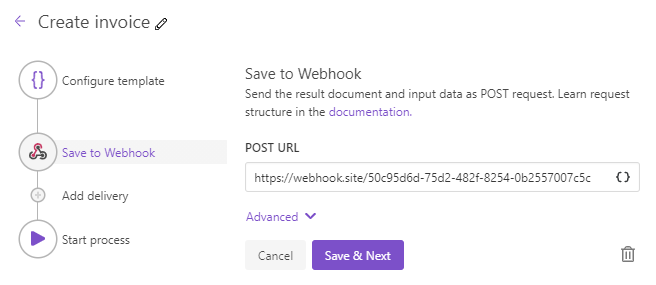 Create invoice
{} Configure template
Save to Webhook
Add delivery
Start process
Save to Webhook
Send the result document and input data as POST request. Learn request
structure in the documentation.
POST URL
https://webhook.site/50c95d6d-75d2-482f-8254-0b2557007c5c {}
Advanced
Cancel Save & Next